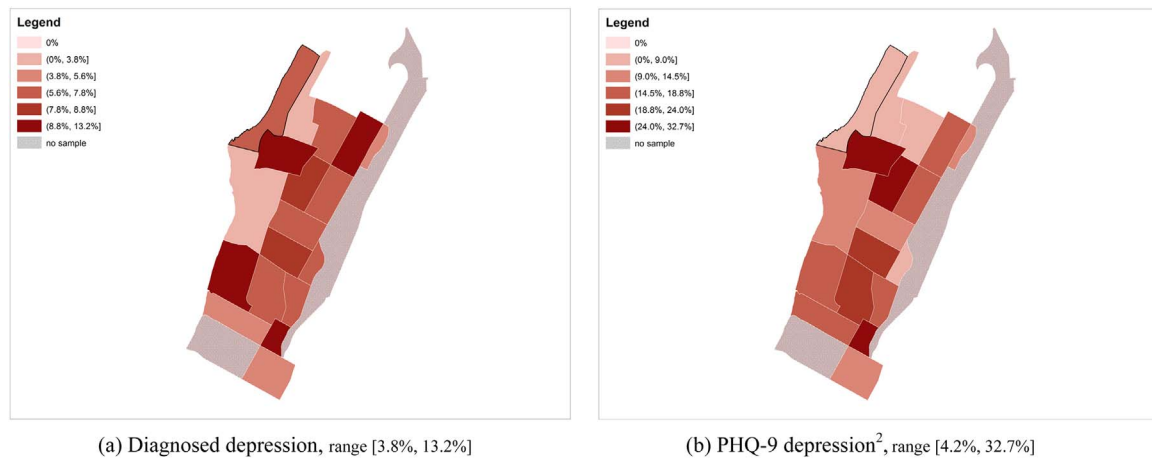 Legend
0%
(0%, 3.8%]
(3.8%, 5.6%]
(5.6%, 7.8%]
(7.8%, 8.8%]
(8.8%, 13.2%]
no sample
Legend
0%
(0%, 9.0%]
(9.0%, 14.5%]
(14.5%, 18.8%]
(18.8%, 24.0%]
(24.0%, 32.7%]
no sample
(a) Diagnosed depression, range [3.8%, 13.2%]
(b) PHQ-9 depression², range [4.2%, 32.7%]